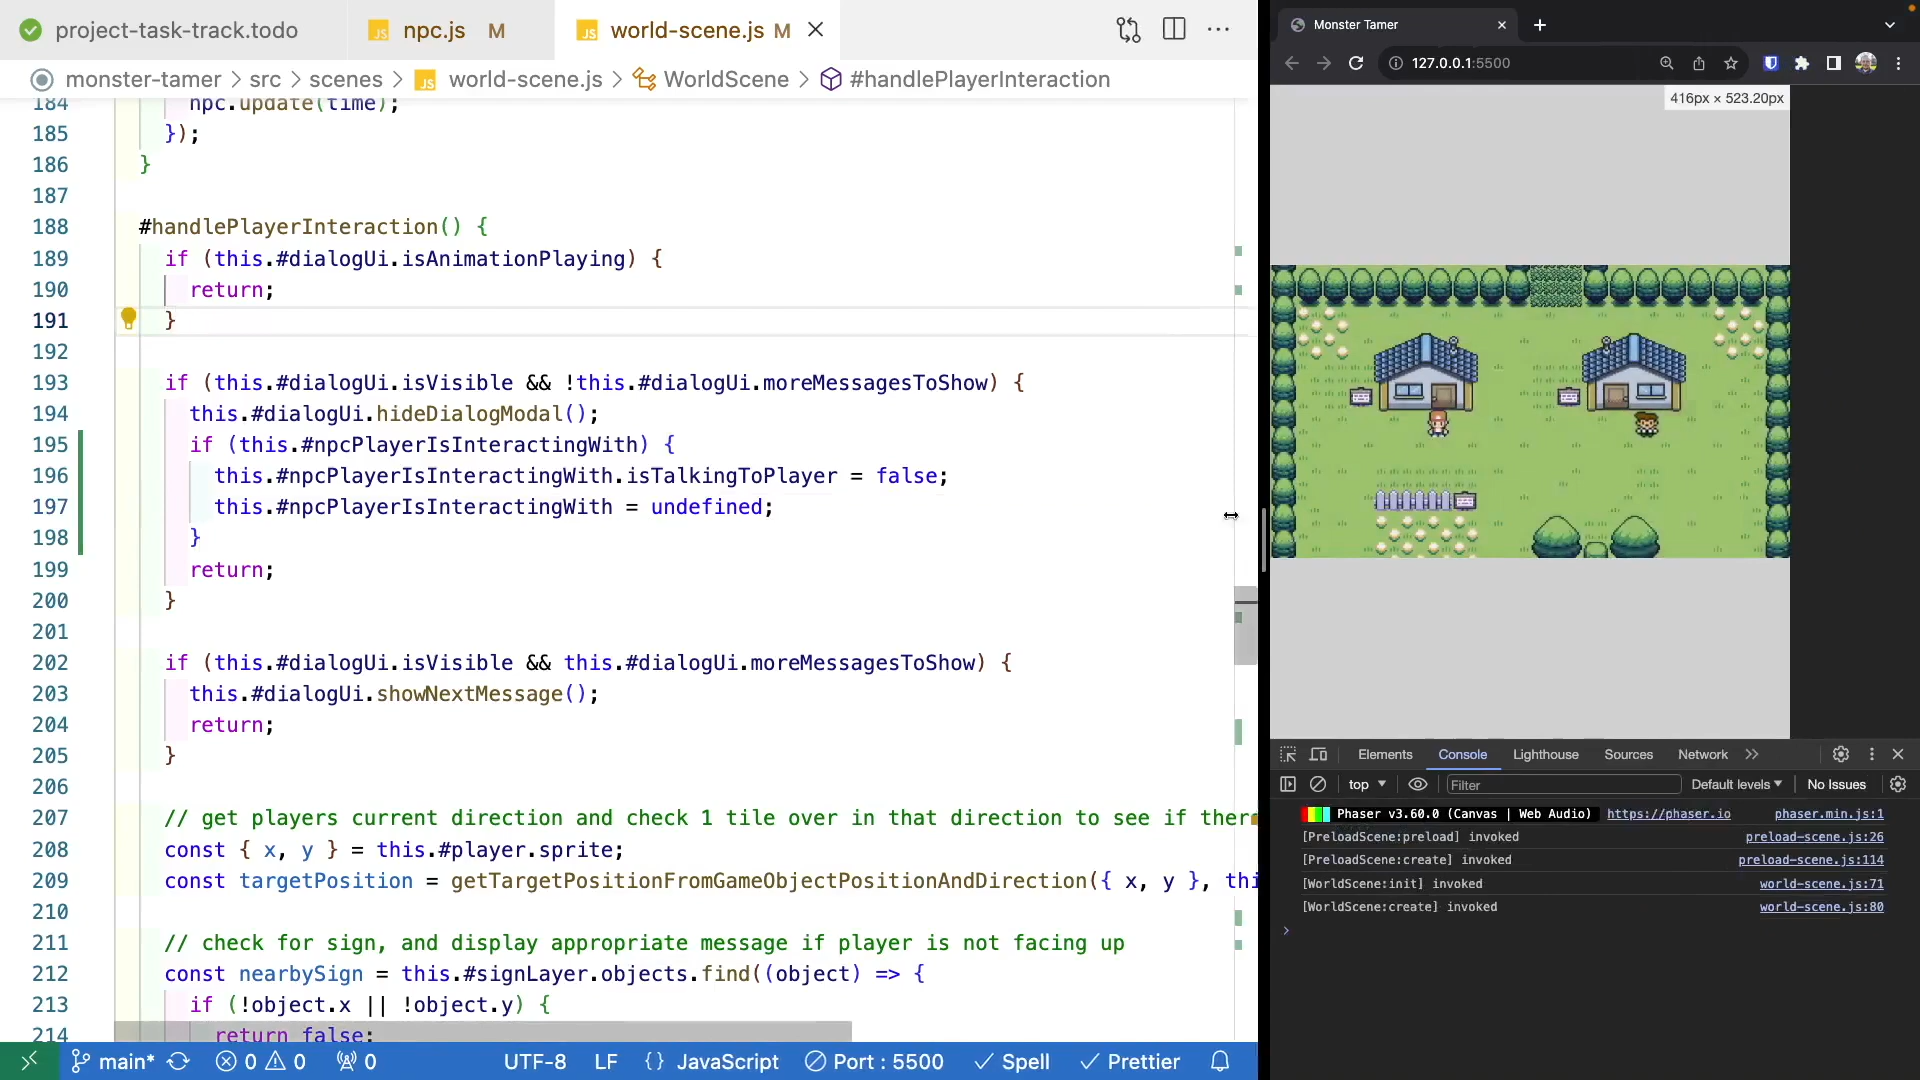 project-task-track.todo
npc.js M
world-scene.js M
monster-tamer > src > scenes > world-scene.js > WorldScene > #handlePlayerInteraction
184 npc.update(time);
185 });
186 }
187
188 #handlePlayerInteraction() {
189 if (this.#dialogUi.isAnimationPlaying) {
190 return;
191 }
192
193 if (this.#dialogUi.isVisible && !this.#dialogUi.moreMessagesToShow) {
194 this.#dialogUi.hideDialogModal();
195 if (this.#npcPlayerIsInteractingWith) {
196 this.#npcPlayerIsInteractingWith.isTalkingToPlayer = false;
197 this.#npcPlayerIsInteractingWith = undefined;
198 }
199 return;
200 }
201
202 if (this.#dialogUi.isVisible && this.#dialogUi.moreMessagesToShow) {
203 this.#dialogUi.showNextMessage();
204 return;
205 }
206
207 // get players current direction and check 1 tile over in that direction to see if ther
208 const { x, y } = this.#player.sprite;
209 const targetPosition = getTargetPositionFromGameObjectPositionAndDirection({ x, y }, thi
210
211 // check for sign, and display appropriate message if player is not facing up
212 const nearbySign = this.#signLayer.objects.find((object) => {
213 if (!object.x || !object.y) {
214 return false;
main* 0 0 0 UTF-8 LF {} JavaScript Port : 5500 Spell Prettier
Monster Tamer
127.0.0.1:5500
416px × 523.20px
Elements Console Lighthouse Sources Network
top Filter Default levels No Issues
Phaser v3.60.0 (Canvas | Web Audio) https://phaser.io phaser.min.js:1
[PreloadScene:preload] invoked preload-scene.js:26
[PreloadScene:create] invoked preload-scene.js:114
[WorldScene:init] invoked world-scene.js:71
[WorldScene:create] invoked world-scene.js:80